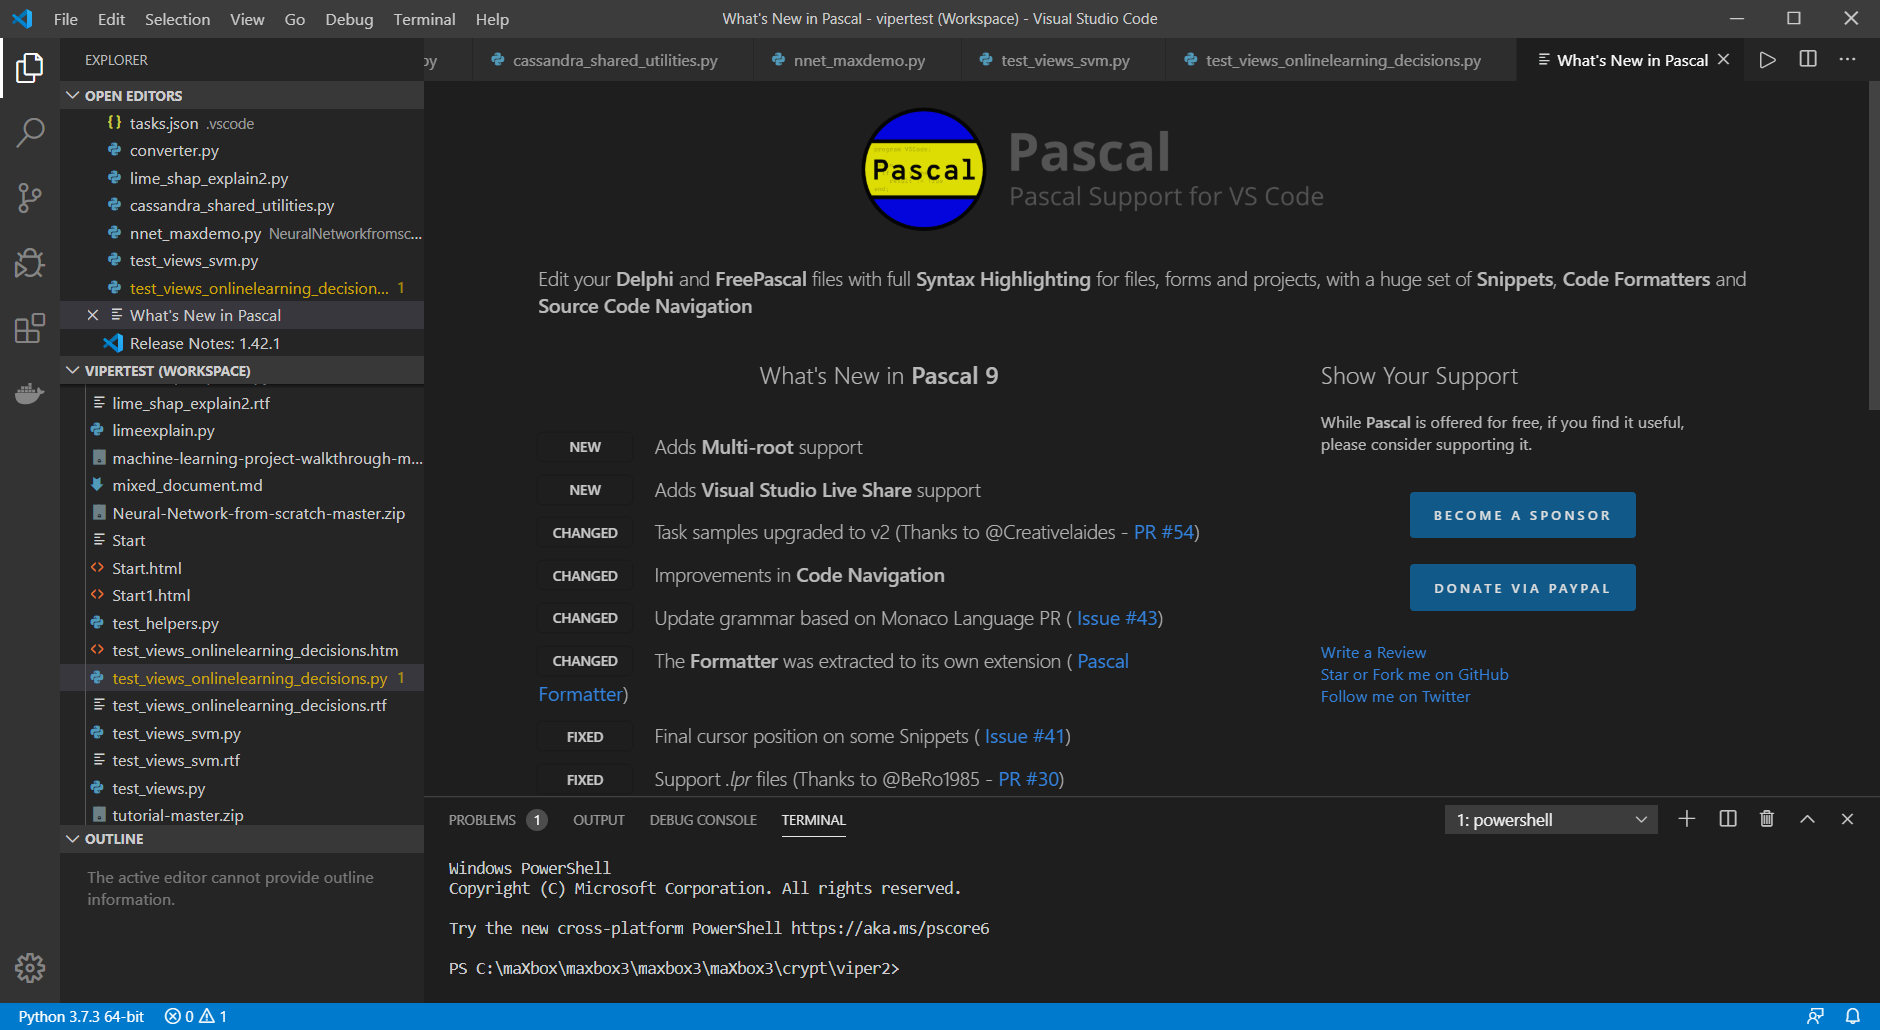 File Edit Selection View Go Debug Terminal Help
What's New in Pascal - vipertest (Workspace) - Visual Studio Code
EXPLORER
OPEN EDITORS
tasks.json .vscode
converter.py
lime_shap_explain2.py
cassandra_shared_utilities.py
nnet_maxdemo.py NeuralNetworkfromsc...
test_views_svm.py
test_views_onlinelearning_decision... 1
What's New in Pascal
Release Notes: 1.42.1
VIPERTEST (WORKSPACE)
lime_shap_explain2.rtf
limeexplain.py
machine-learning-project-walkthrough-m...
mixed_document.md
Neural-Network-from-scratch-master.zip
Start
Start.html
Start1.html
test_helpers.py
test_views_onlinelearning_decisions.htm
test_views_onlinelearning_decisions.py 1
test_views_onlinelearning_decisions.rtf
test_views_svm.py
test_views_svm.rtf
test_views.py
tutorial-master.zip
OUTLINE
The active editor cannot provide outline
information.
py cassandra_shared_utilities.py nnet_maxdemo.py test_views_svm.py test_views_onlinelearning_decisions.py What's New in Pascal
Pascal
Pascal
Pascal Support for VS Code
Edit your Delphi and FreePascal files with full Syntax Highlighting for files, forms and projects, with a huge set of Snippets, Code Formatters and
Source Code Navigation
What's New in Pascal 9
NEW Adds Multi-root support
NEW Adds Visual Studio Live Share support
CHANGED Task samples upgraded to v2 (Thanks to @Creativelaides - PR #54)
CHANGED Improvements in Code Navigation
CHANGED Update grammar based on Monaco Language PR ( Issue #43)
CHANGED The Formatter was extracted to its own extension ( Pascal
Formatter)
FIXED Final cursor position on some Snippets ( Issue #41)
FIXED Support .lpr files (Thanks to @BeRo1985 - PR #30)
Show Your Support
While Pascal is offered for free, if you find it useful,
please consider supporting it.
BECOME A SPONSOR
DONATE VIA PAYPAL
Write a Review
Star or Fork me on GitHub
Follow me on Twitter
PROBLEMS 1 OUTPUT DEBUG CONSOLE TERMINAL 1: powershell
Windows PowerShell
Copyright (C) Microsoft Corporation. All rights reserved.
Try the new cross-platform PowerShell https://aka.ms/pscore6
PS C:\maXbox\maxbox3\maxbox3\maXbox3\crypt\viper2>
Python 3.7.3 64-bit 0 1